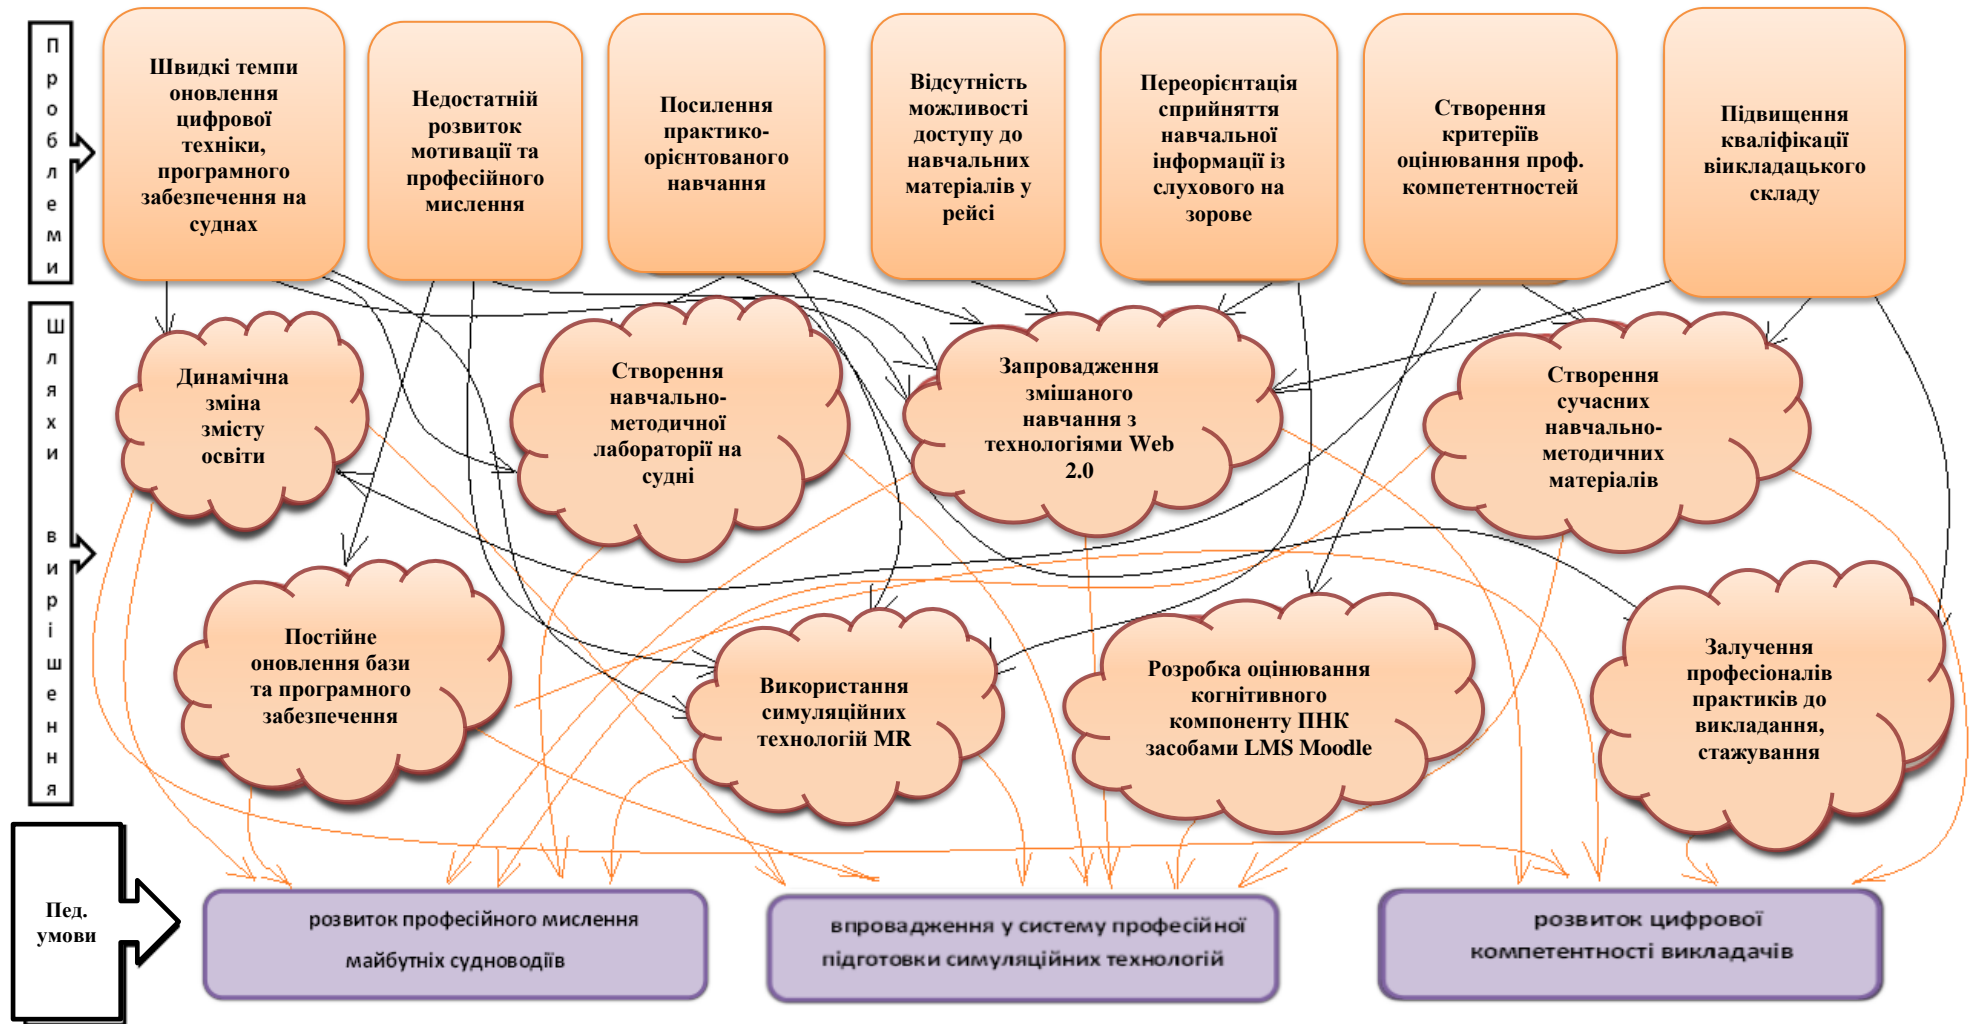 Проблеми
Швидкі темпи
оновлення
цифрової
техніки,
програмного
забезпечення на
суднах
Недостатній
розвиток
мотивації та
професійного
мислення
Посилення
практико-
орієнтованого
навчання
Відсутність
можливості
доступу до
навчальних
матеріалів у
рейсі
Переорієнтація
сприйняття
навчальної
інформації із
слухового на
зорове
Створення
критеріїв
оцінювання проф.
компетентностей
Підвищення
кваліфікації
віикладацького
складу
Шляхи вирішення
Динамічна
зміна
змісту
освіти
Створення
навчально-
методичної
лабораторії на
судні
Запровадження
змішаного
навчання з
технологіями Web
2.0
Створення
сучасних
навчально-
методичних
матеріалів
Постійне
оновлення бази
та програмного
забезпечення
Використання
симуляційних
технологій MR
Розробка оцінювання
когнітивного
компоненту ПНК
засобами LMS Moodle
Залучення
професіоналів
практиків до
викладання,
стажування
Пед.
умови
розвиток професійного мислення
майбутніх судноводіїв
впровадження у систему професійної
підготовки симуляційних технологій
розвиток цифрової
компетентності викладачів